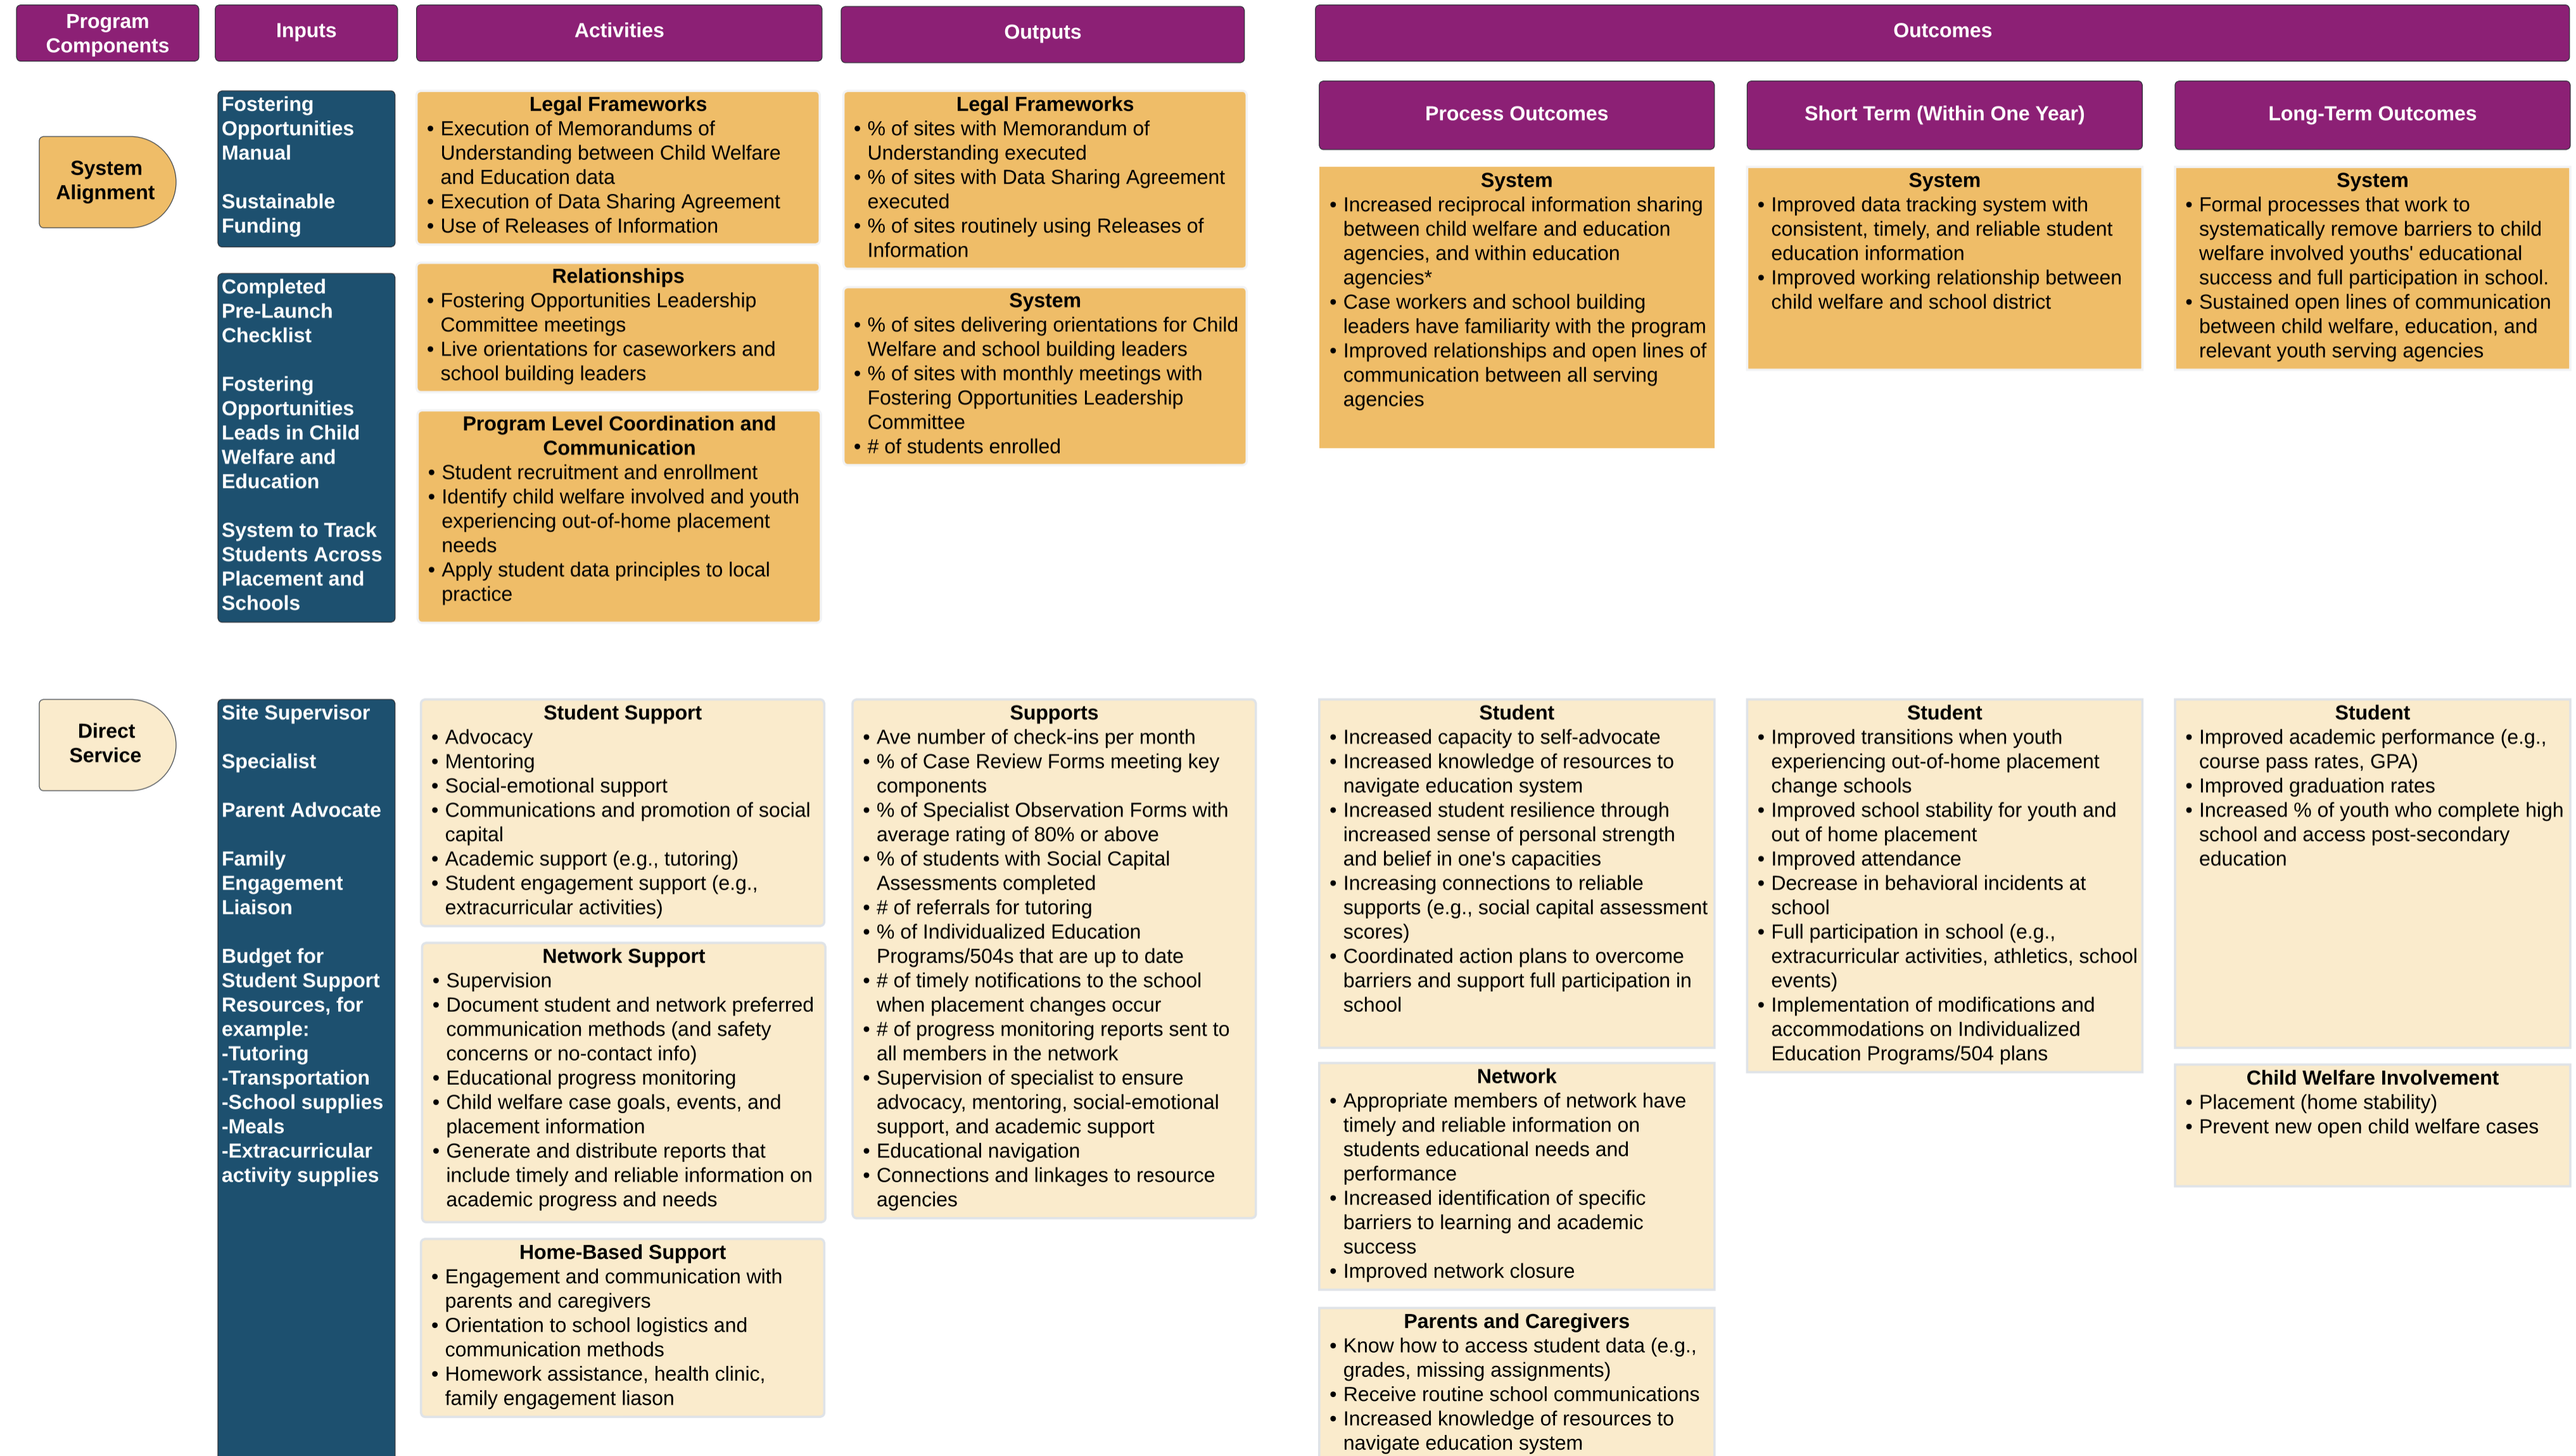 Program
Components
Inputs
Activities
Outputs
Outcomes
Process Outcomes
Short Term (Within One Year)
Long-Term Outcomes
System
Alignment
Fostering
Opportunities
Manual
Sustainable
Funding
Completed
Pre-Launch
Checklist
Fostering
Opportunities
Leads in Child
Welfare and
Education
System to Track
Students Across
Placement and
Schools
Legal Frameworks
• Execution of Memorandums of
Understanding between Child Welfare
and Education data
• Execution of Data Sharing Agreement
• Use of Releases of Information
Relationships
• Fostering Opportunities Leadership
Committee meetings
• Live orientations for caseworkers and
school building leaders
Program Level Coordination and
Communication
• Student recruitment and enrollment
• Identify child welfare involved and youth
experiencing out-of-home placement
needs
• Apply student data principles to local
practice
Legal Frameworks
• % of sites with Memorandum of
Understanding executed
• % of sites with Data Sharing Agreement
executed
• % of sites routinely using Releases of
Information
System
• % of sites delivering orientations for Child
Welfare and school building leaders
• % of sites with monthly meetings with
Fostering Opportunities Leadership
Committee
• # of students enrolled
System
• Increased reciprocal information sharing
between child welfare and education
agencies, and within education
agencies*
• Case workers and school building
leaders have familiarity with the program
• Improved relationships and open lines of
communication between all serving
agencies
System
• Improved data tracking system with
consistent, timely, and reliable student
education information
• Improved working relationship between
child welfare and school district
System
• Formal processes that work to
systematically remove barriers to child
welfare involved youths' educational
success and full participation in school.
• Sustained open lines of communication
between child welfare, education, and
relevant youth serving agencies
Direct
Service
Site Supervisor
Specialist
Parent Advocate
Family
Engagement
Liaison
Budget for
Student Support
Resources, for
example:
-Tutoring
-Transportation
-School supplies
-Meals
-Extracurricular
activity supplies
Student Support
• Advocacy
• Mentoring
• Social-emotional support
• Communications and promotion of social
capital
• Academic support (e.g., tutoring)
• Student engagement support (e.g.,
extracurricular activities)
Network Support
• Supervision
• Document student and network preferred
communication methods (and safety
concerns or no-contact info)
• Educational progress monitoring
• Child welfare case goals, events, and
placement information
• Generate and distribute reports that
include timely and reliable information on
academic progress and needs
Home-Based Support
• Engagement and communication with
parents and caregivers
• Orientation to school logistics and
communication methods
• Homework assistance, health clinic,
family engagement liason
Supports
• Ave number of check-ins per month
• % of Case Review Forms meeting key
components
• % of Specialist Observation Forms with
average rating of 80% or above
• % of students with Social Capital
Assessments completed
• # of referrals for tutoring
• % of Individualized Education
Programs/504s that are up to date
• # of timely notifications to the school
when placement changes occur
• # of progress monitoring reports sent to
all members in the network
• Supervision of specialist to ensure
advocacy, mentoring, social-emotional
support, and academic support
• Educational navigation
• Connections and linkages to resource
agencies
Student
• Increased capacity to self-advocate
• Increased knowledge of resources to
navigate education system
• Increased student resilience through
increased sense of personal strength
and belief in one's capacities
• Increasing connections to reliable
supports (e.g., social capital assessment
scores)
• Coordinated action plans to overcome
barriers and support full participation in
school
Network
• Appropriate members of network have
timely and reliable information on
students educational needs and
performance
• Increased identification of specific
barriers to learning and academic
success
• Improved network closure
Parents and Caregivers
• Know how to access student data (e.g.,
grades, missing assignments)
• Receive routine school communications
• Increased knowledge of resources to
navigate education system
Student
• Improved transitions when youth
experiencing out-of-home placement
change schools
• Improved school stability for youth and
out of home placement
• Improved attendance
• Decrease in behavioral incidents at
school
• Full participation in school (e.g.,
extracurricular activities, athletics, school
events)
• Implementation of modifications and
accommodations on Individualized
Education Programs/504 plans
Student
• Improved academic performance (e.g.,
course pass rates, GPA)
• Improved graduation rates
• Increased % of youth who complete high
school and access post-secondary
education
Child Welfare Involvement
• Placement (home stability)
• Prevent new open child welfare cases